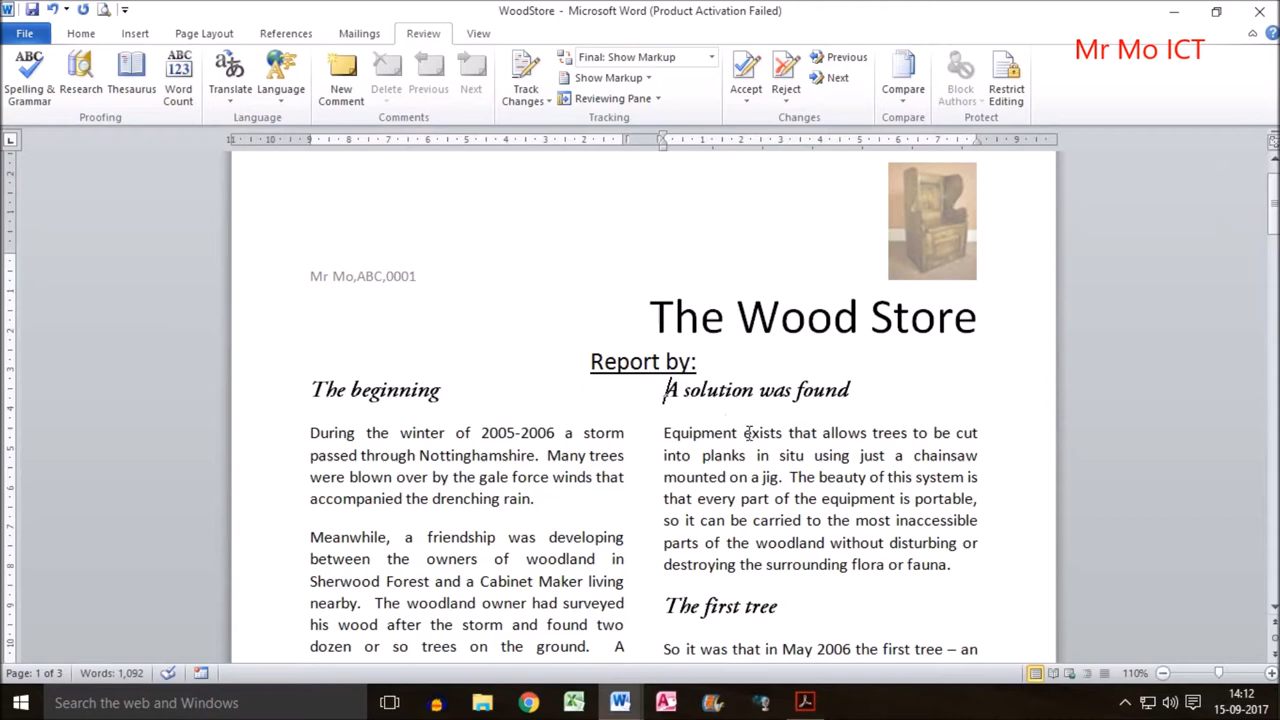 WoodStore - Microsoft Word (Product Activation Failed)
File Home Insert Page Layout References Mailings Review View
Mr Mo ICT
Spelling & Grammar
Research
Thesaurus
Word Count
Translate
Language
New Comment
Delete
Previous
Next
Track Changes
Final: Show Markup
Show Markup
Reviewing Pane
Accept
Reject
Previous
Next
Compare
Block Authors
Restrict Editing
Proofing
Language
Comments
Tracking
Changes
Compare
Protect
Mr Mo,ABC,0001
The Wood Store
Report by:
The beginning
During the winter of 2005-2006 a storm
passed through Nottinghamshire. Many trees
were blown over by the gale force winds that
accompanied the drenching rain.
Meanwhile, a friendship was developing
between the owners of woodland in
Sherwood Forest and a Cabinet Maker living
nearby. The woodland owner had surveyed
his wood after the storm and found two
dozen or so trees on the ground. A
A solution was found
Equipment exists that allows trees to be cut
into planks in situ using just a chainsaw
mounted on a jig. The beauty of this system is
that every part of the equipment is portable,
so it can be carried to the most inaccessible
parts of the woodland without disturbing or
destroying the surrounding flora or fauna.
The first tree
So it was that in May 2006 the first tree – an
Page: 1 of 3 Words: 1,092
110%
Search the web and Windows
14:12
15-09-2017